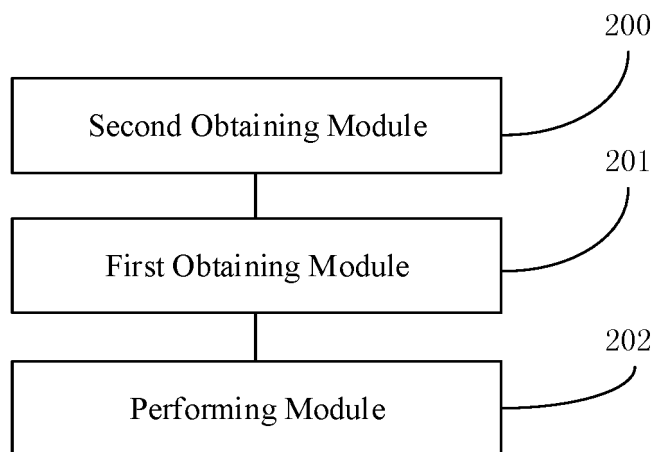 200
Second Obtaining Module
201
First Obtaining Module
202
Performing Module